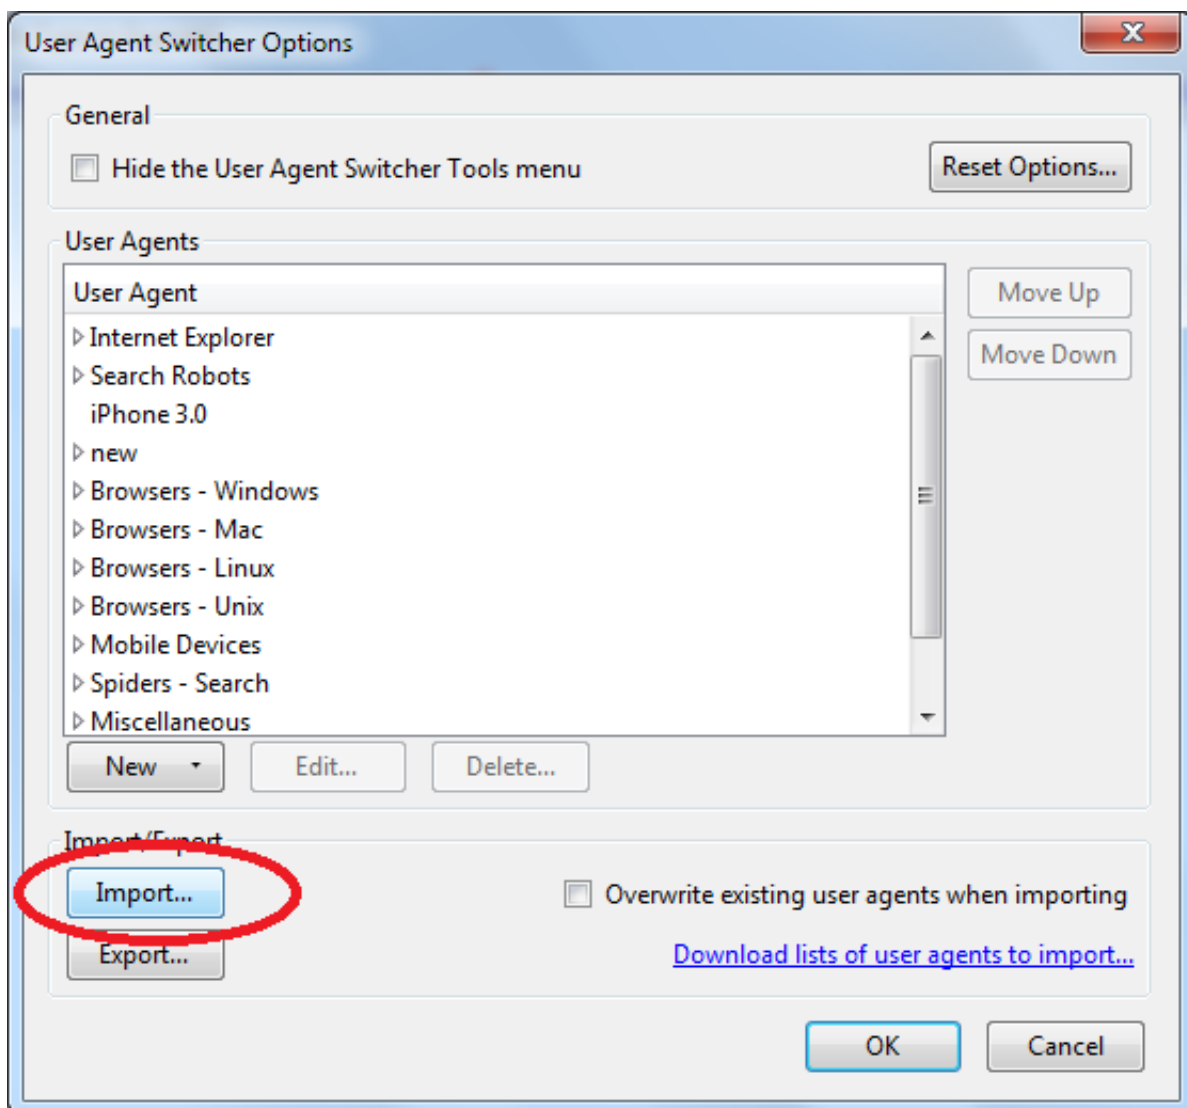 User Agent Switcher Options
General
Hide the User Agent Switcher Tools menu
Reset Options...
User Agents
User Agent
Move Up
Internet Explorer
Move Down
Search Robots
iPhone 3.0
new
Browsers - Windows
Browsers - Mac
Browsers - Linux
Browsers - Unix
Mobile Devices
Spiders - Search
Miscellaneous
New
Edit...
Delete...
Import/Export
Import...
Overwrite existing user agents when importing
Export...
Download lists of user agents to import...
OK
Cancel